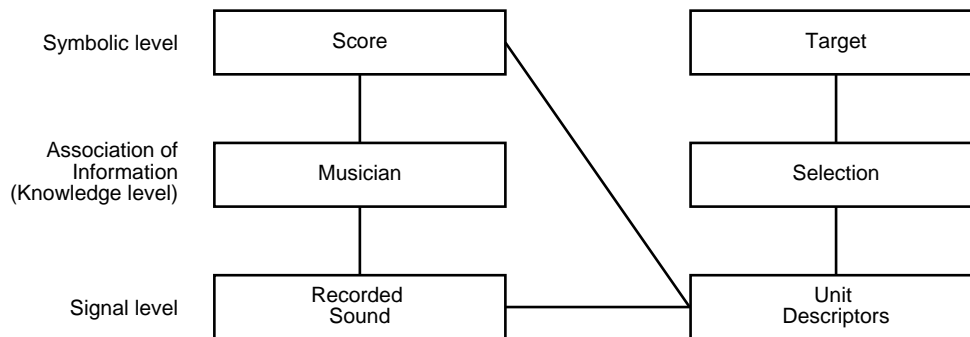 Symbolic level
Score
Target
Association of
Information
(Knowledge level)
Musician
Selection
Signal level
Recorded
Sound
Unit
Descriptors